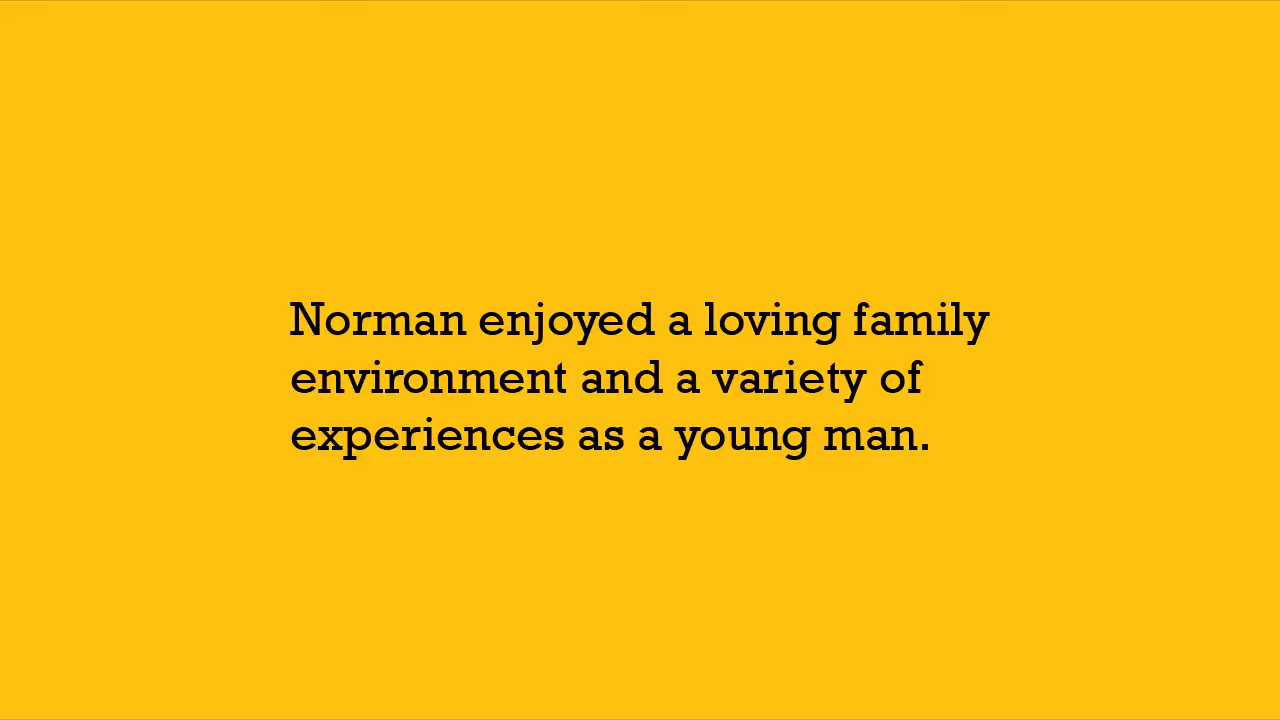 Norman enjoyed a loving family
environment and a variety of
experiences as a young man.